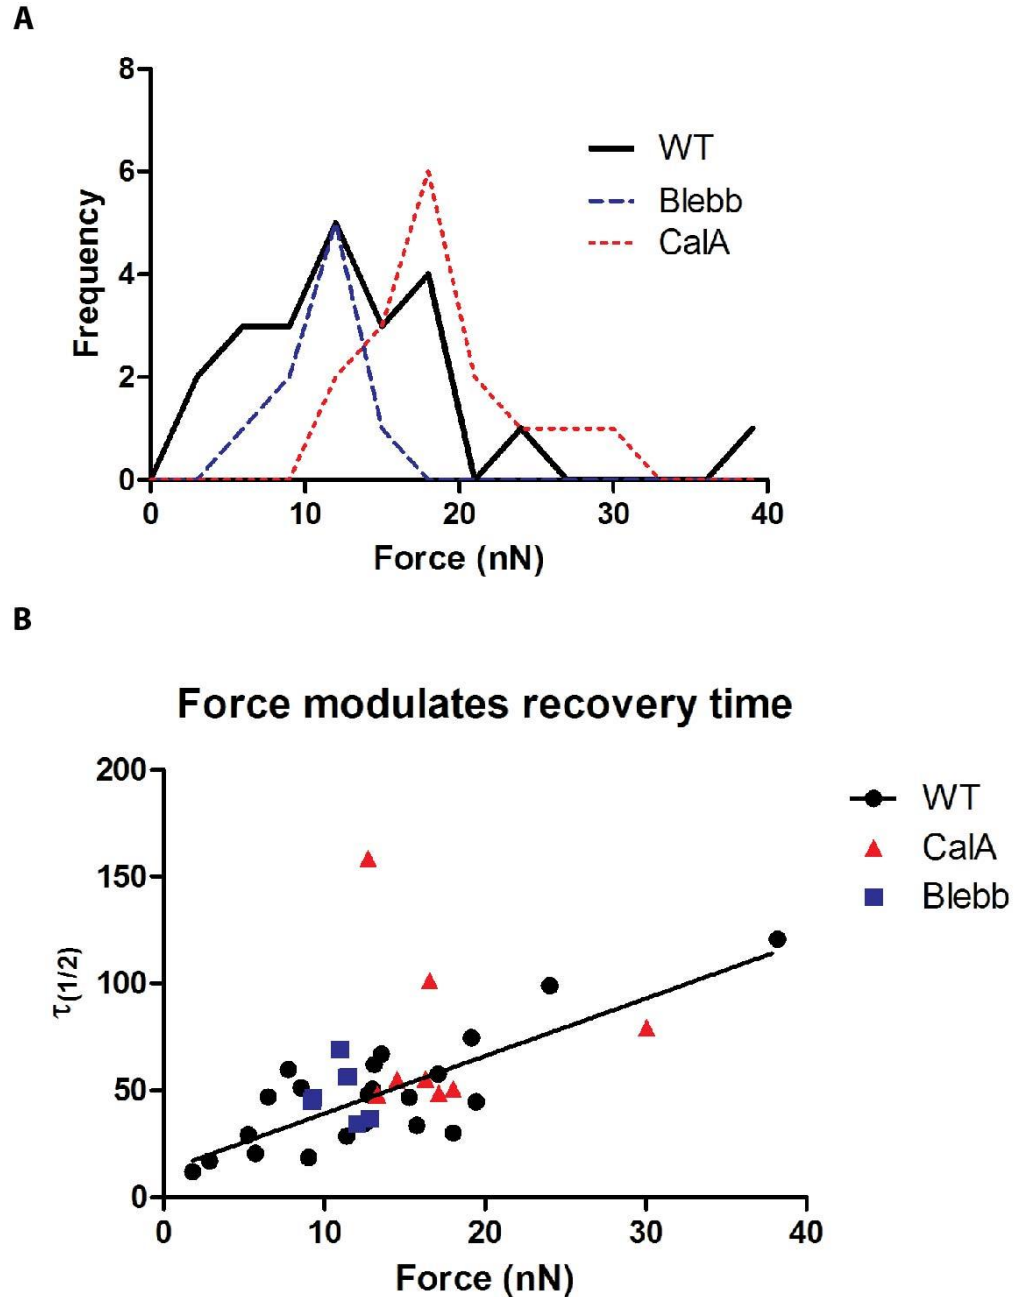 A
8
6
4
2
0
Frequency
0 10 20 30 40
Force (nN)
WT
Blebb
CalA
B
Force modulates recovery time
200
150
100
50
0
τ(1/2)
0 10 20 30 40
Force (nN)
WT
CalA
Blebb